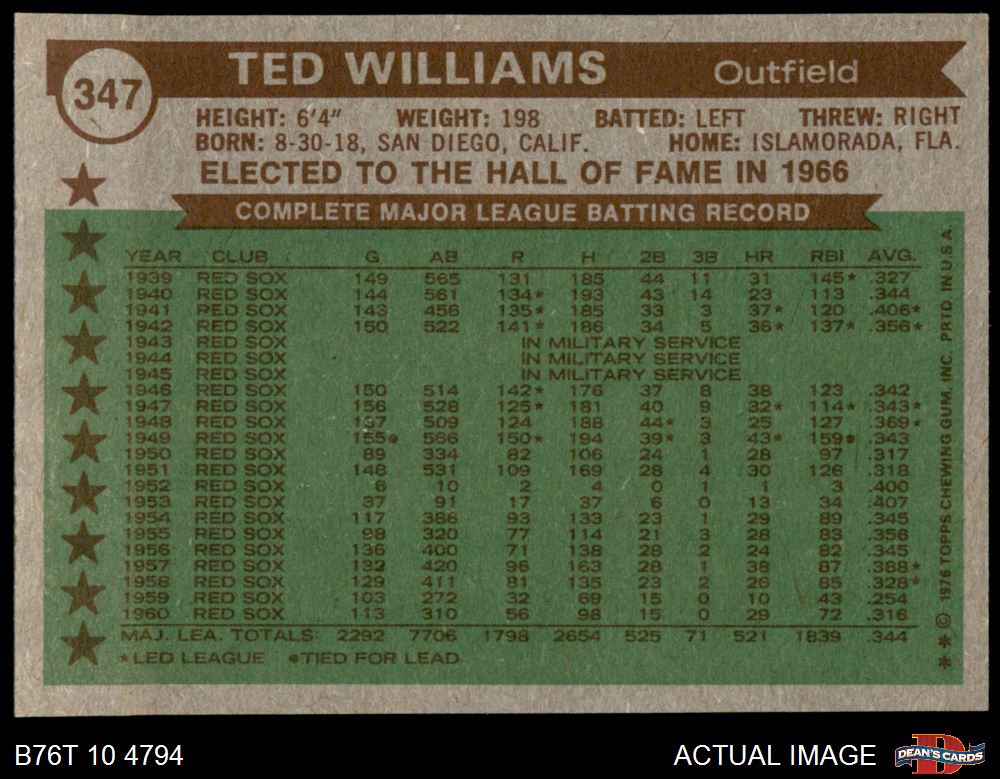 347
TED WILLIAMS Outfield
HEIGHT: 6'4" WEIGHT: 198 BATTED: LEFT THREW: RIGHT
BORN: 8-30-18, SAN DIEGO, CALIF. HOME: ISLAMORADA, FLA.
ELECTED TO THE HALL OF FAME IN 1966
COMPLETE MAJOR LEAGUE BATTING RECORD
YEAR CLUB G AB R H 2B 3B HR RBI AVG.
1939 RED SOX 149 565 131 185 44 11 31 145* .327
1940 RED SOX 144 561 134* 193 43 14 23 113 .344
1941 RED SOX 143 456 135* 185 33 3 37* 120 .406*
1942 RED SOX 150 522 141* 186 34 5 36* 137* .356*
1943 RED SOX IN MILITARY SERVICE
1944 RED SOX IN MILITARY SERVICE
1945 RED SOX IN MILITARY SERVICE
1946 RED SOX 150 514 142* 176 37 8 38 123 .342
1947 RED SOX 156 528 125* 181 40 9 32* 114* .343*
1948 RED SOX 137 509 124 188 44* 3 25 127 .369*
1949 RED SOX 155● 566 150* 194 39* 3 43* 159● .343
1950 RED SOX 89 334 82 106 24 1 28 97 .317
1951 RED SOX 148 531 109 169 28 4 30 126 .318
1952 RED SOX 6 10 2 4 0 1 1 3 .400
1953 RED SOX 37 91 17 37 6 0 13 34 .407
1954 RED SOX 117 386 93 133 23 1 29 89 .345
1955 RED SOX 98 320 77 114 21 3 28 83 .356
1956 RED SOX 136 400 71 138 28 2 24 82 .345
1957 RED SOX 132 420 96 163 28 1 38 87 .388*
1958 RED SOX 129 411 81 135 23 2 26 85 .328*
1959 RED SOX 103 272 32 69 15 0 10 43 .254
1960 RED SOX 113 310 56 98 15 0 29 72 .316
MAJ. LEA. TOTALS: 2292 7706 1798 2654 525 71 521 1839 .344
*LED LEAGUE ●TIED FOR LEAD
** © 1976 TOPPS CHEWING GUM, INC. PRTD. IN U.S.A.
B76T 10 4794 ACTUAL IMAGE
DEAN'S CARDS